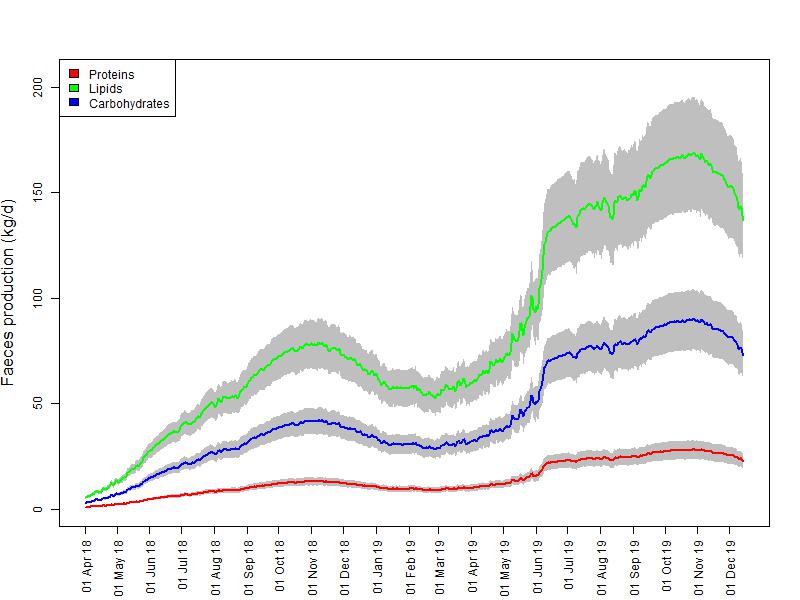 Proteins
Lipids
Carbohydrates
Faeces production (kg/d)
200
150
100
50
0
01 Apr 18
01 May 18
01 Jun 18
01 Jul 18
01 Aug 18
01 Sep 18
01 Oct 18
01 Nov 18
01 Dec 18
01 Jan 19
01 Feb 19
01 Mar 19
01 Apr 19
01 May 19
01 Jun 19
01 Jul 19
01 Aug 19
01 Sep 19
01 Oct 19
01 Nov 19
01 Dec 19